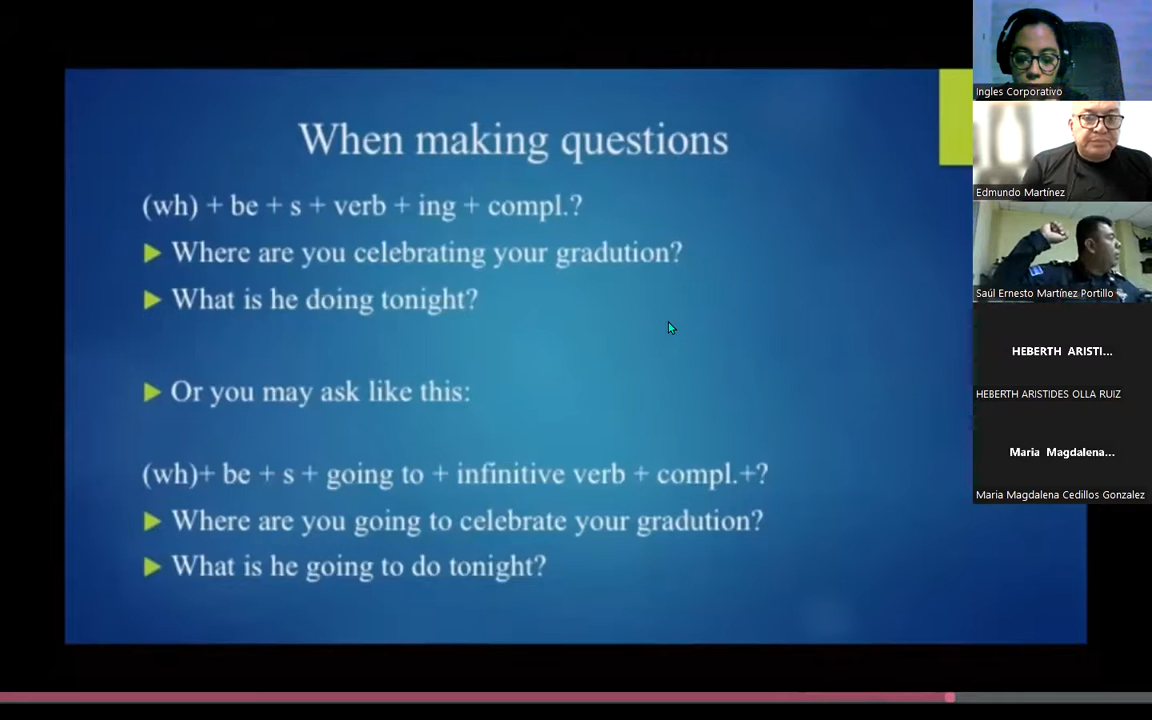 When making questions
(wh) + be + s + verb + ing + compl.?
Where are you celebrating your gradution?
What is he doing tonight?
Or you may ask like this:
(wh)+ be + s + going to + infinitive verb + compl.+?
Where are you going to celebrate your gradution?
What is he going to do tonight?
Ingles Corporativo
Edmundo Martínez
Saúl Ernesto Martínez Portillo
HEBERTH ARISTI...
HEBERTH ARISTIDES OLLA RUIZ
Maria Magdalena...
Maria Magdalena Cedillos Gonzalez